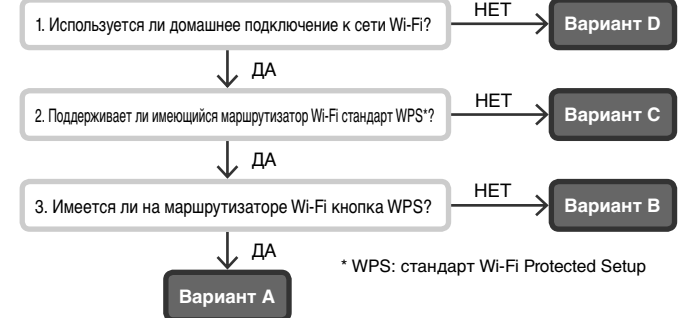 1. Используется ли домашнее подключение к сети Wi-Fi?
НЕТ
Вариант D
ДА
2. Поддерживает ли имеющийся маршрутизатор Wi-Fi стандарт WPS*?
НЕТ
Вариант C
ДА
3. Имеется ли на маршрутизаторе Wi-Fi кнопка WPS?
НЕТ
Вариант B
ДА
* WPS: стандарт Wi-Fi Protected Setup
Вариант A